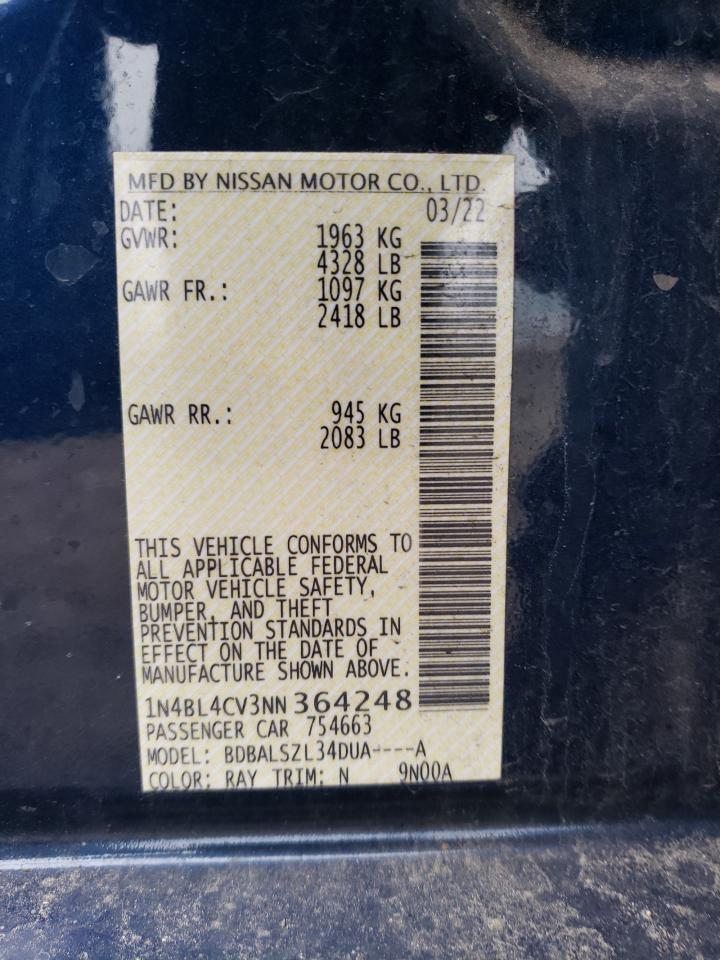 MFD BY NISSAN MOTOR CO., LTD.
DATE: 03/22
GVWR: 1963 KG
4328 LB
GAWR FR.: 1097 KG
2418 LB
GAWR RR.: 945 KG
2083 LB
THIS VEHICLE CONFORMS TO
ALL APPLICABLE FEDERAL
MOTOR VEHICLE SAFETY,
BUMPER, AND THEFT
PREVENTION STANDARDS IN
EFFECT ON THE DATE OF
MANUFACTURE SHOWN ABOVE.
1N4BL4CV3NN364248
PASSENGER CAR 754663
MODEL: BDBALSZL34DUA----A
COLOR: RAY TRIM: N 9N00A